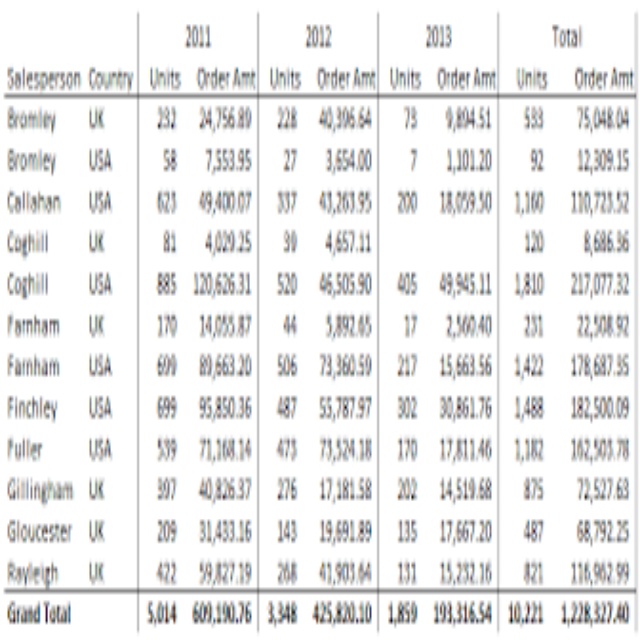 2011 2012 2013 Total
Salesperson Country Units Order Amt Units Order Amt Units Order Amt Units Order Amt
Bromley UK 232 24,756.89 228 40,396.64 73 9,894.51 533 75,048.04
Bromley USA 58 7,553.95 27 3,654.00 7 1,101.20 92 12,309.15
Callahan USA 623 49,400.07 337 43,263.95 200 18,059.50 1,160 110,723.52
Coghill UK 81 4,029.25 39 4,657.11 120 8,686.36
Coghill USA 885 120,626.31 520 46,505.90 405 49,945.11 1,810 217,077.32
Farnham UK 170 14,055.87 44 5,892.65 17 2,560.40 231 22,508.92
Farnham USA 699 89,663.20 506 73,360.59 217 15,663.56 1,422 178,687.35
Finchley USA 699 95,850.36 487 55,787.97 302 30,861.76 1,488 182,500.09
Fuller USA 539 71,168.14 473 73,524.18 170 17,811.46 1,182 162,503.78
Gillingham UK 397 40,826.37 276 17,181.58 202 14,519.68 875 72,527.63
Gloucester UK 209 31,433.16 143 19,691.89 135 17,667.20 487 68,792.25
Rayleigh UK 422 59,827.19 268 41,903.64 131 15,232.16 821 116,962.99
Grand Total 5,014 609,190.76 3,348 425,820.10 1,859 193,316.54 10,221 1,228,327.40